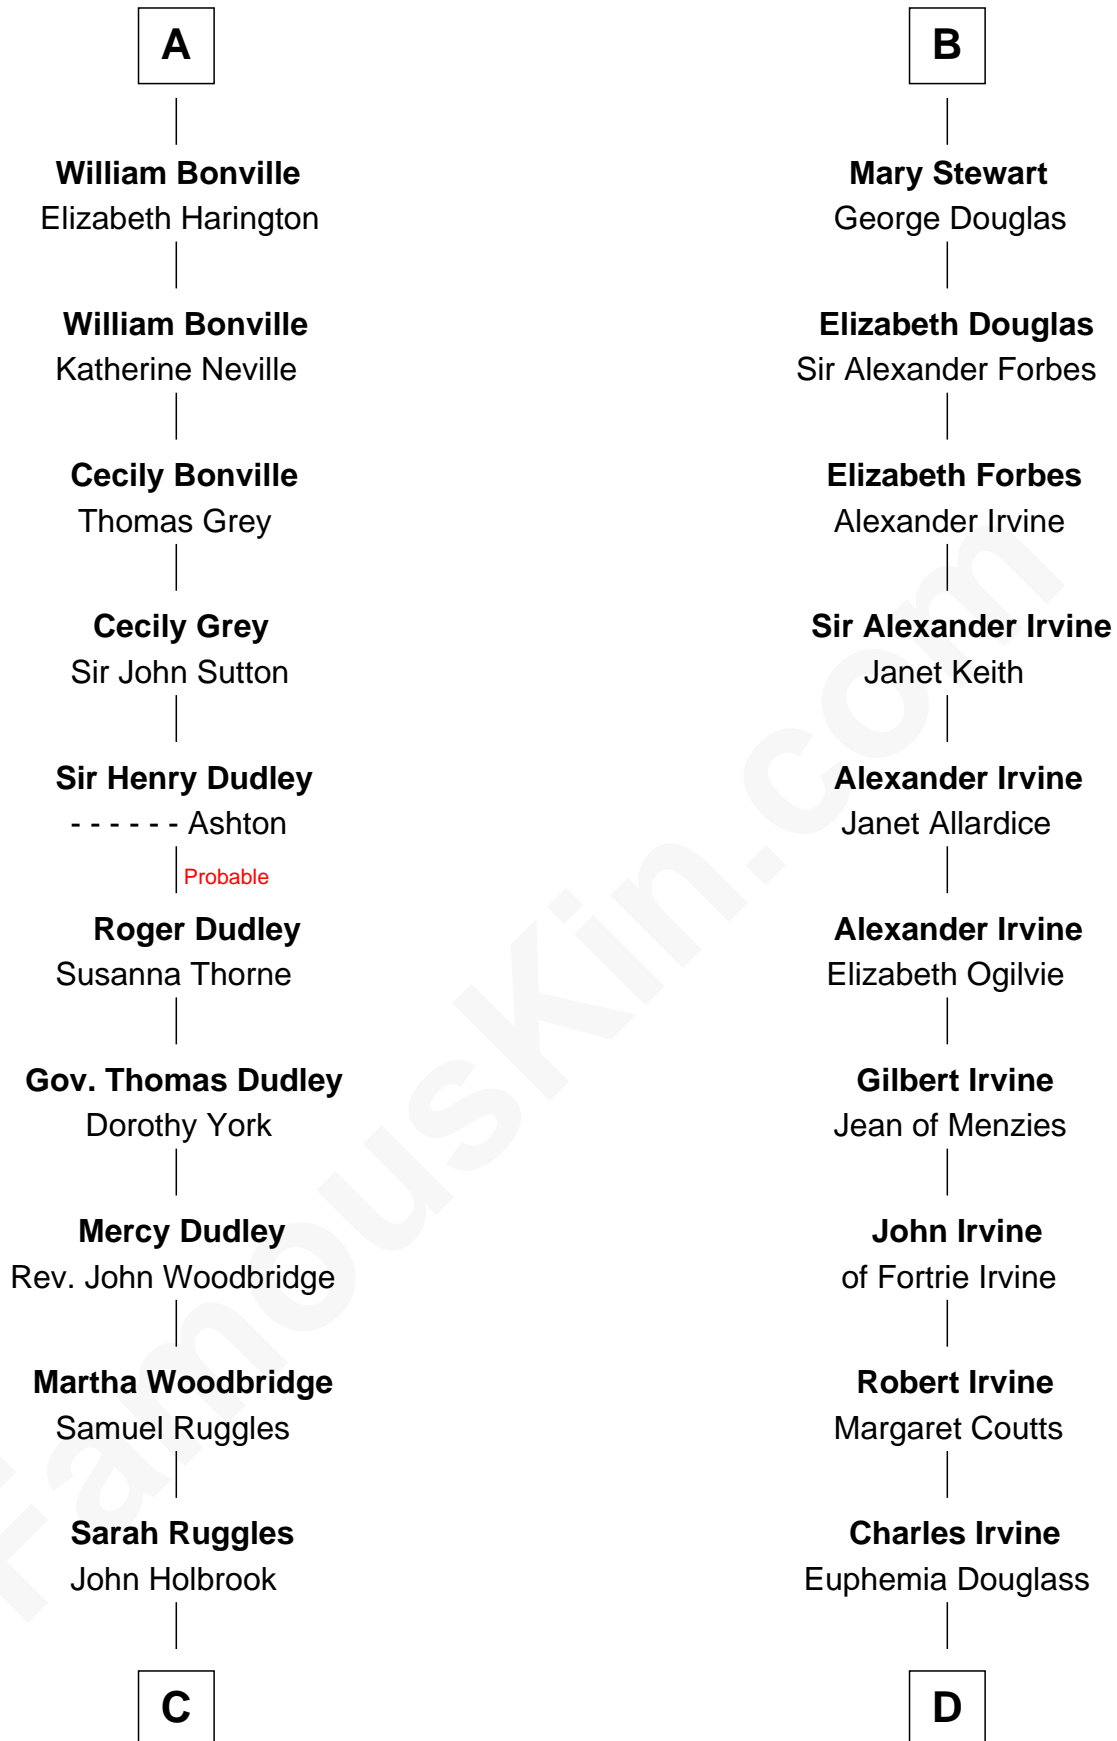 A
William Bonville
Elizabeth Harington
William Bonville
Katherine Neville
Cecily Bonville
Thomas Grey
Cecily Grey
Sir John Sutton
Sir Henry Dudley
- - - - - - Ashton
Probable
Roger Dudley
Susanna Thorne
Gov. Thomas Dudley
Dorothy York
Mercy Dudley
Rev. John Woodbridge
Martha Woodbridge
Samuel Ruggles
Sarah Ruggles
John Holbrook
C
B
Mary Stewart
George Douglas
Elizabeth Douglas
Sir Alexander Forbes
Elizabeth Forbes
Alexander Irvine
Sir Alexander Irvine
Janet Keith
Alexander Irvine
Janet Allardice
Alexander Irvine
Elizabeth Ogilvie
Gilbert Irvine
Jean of Menzies
John Irvine
of Fortrie Irvine
Robert Irvine
Margaret Coutts
Charles Irvine
Euphemia Douglass
D
FamousKin.com